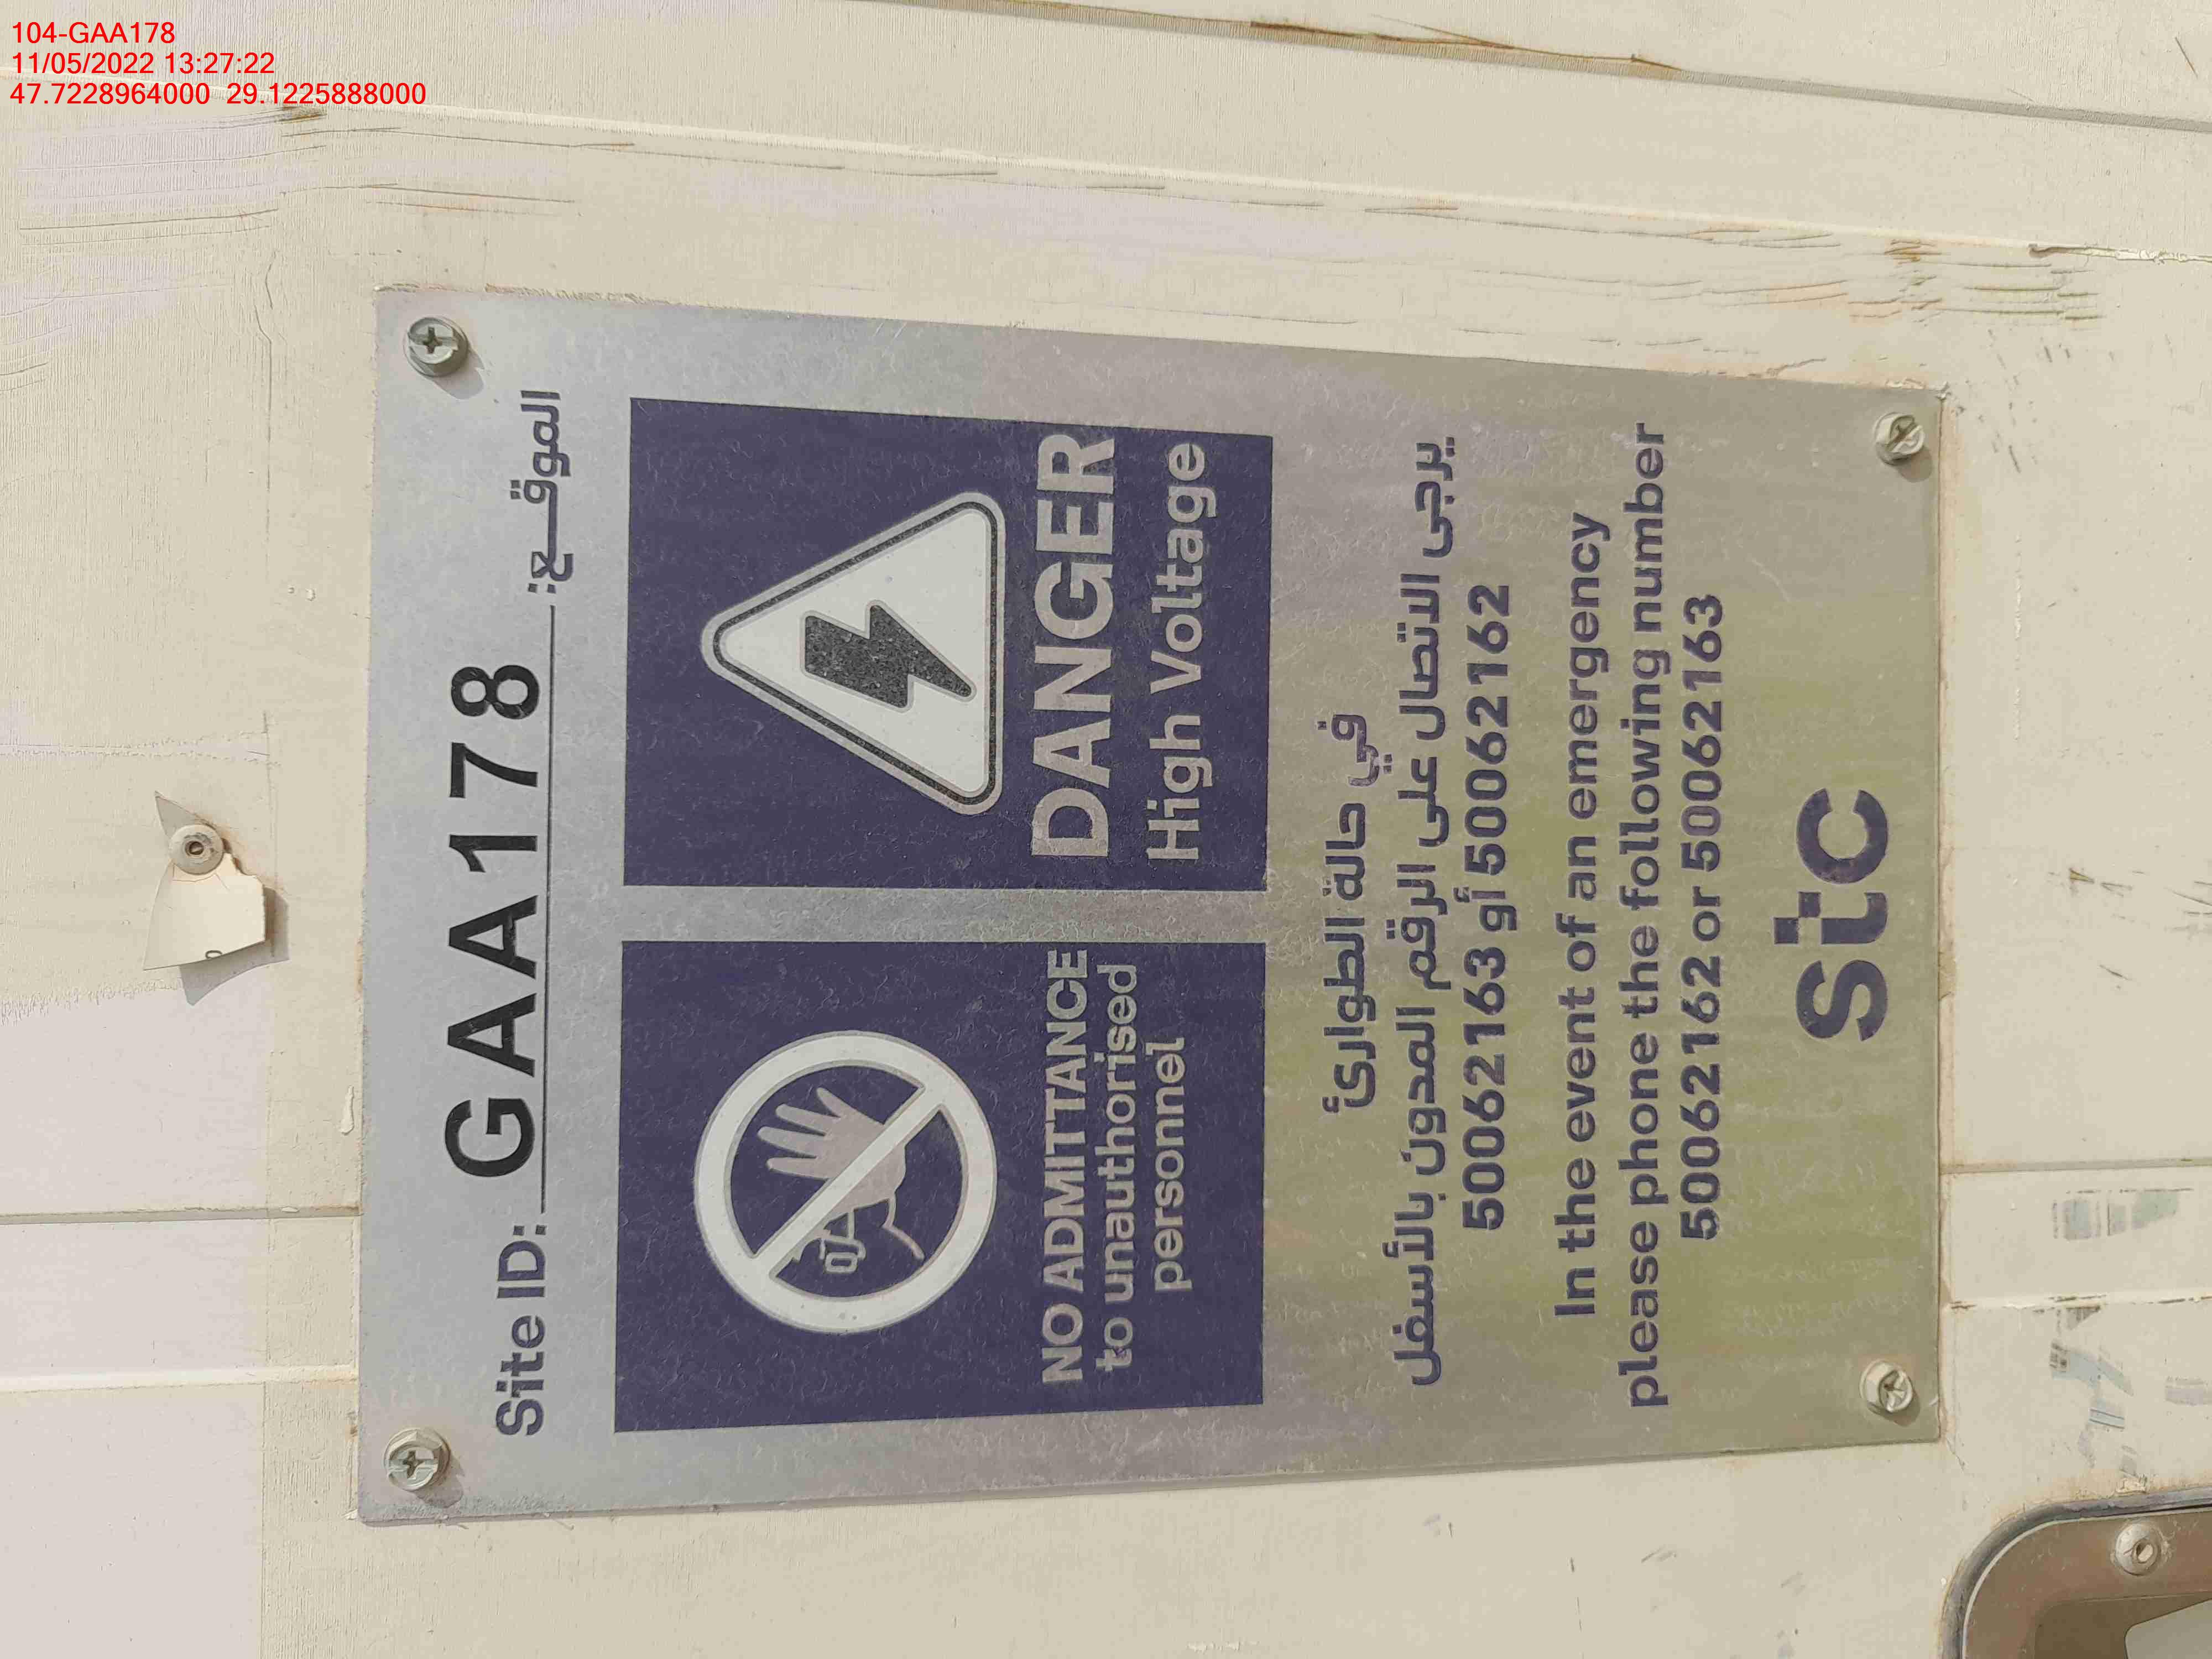 104-GAA178
11/05/2022 13:27:22
47.7228964000 29.1225888000
Site ID: GAA178 الموقـــع:
NO ADMITTANCE
to unauthorised
personnel
DANGER
High Voltage
في حالة الطوارئ
يرجى الاتصال على الرقم المدون بالأسفل
50062162 أو 50062163
In the event of an emergency
please phone the following number
50062162 or 50062163
stc